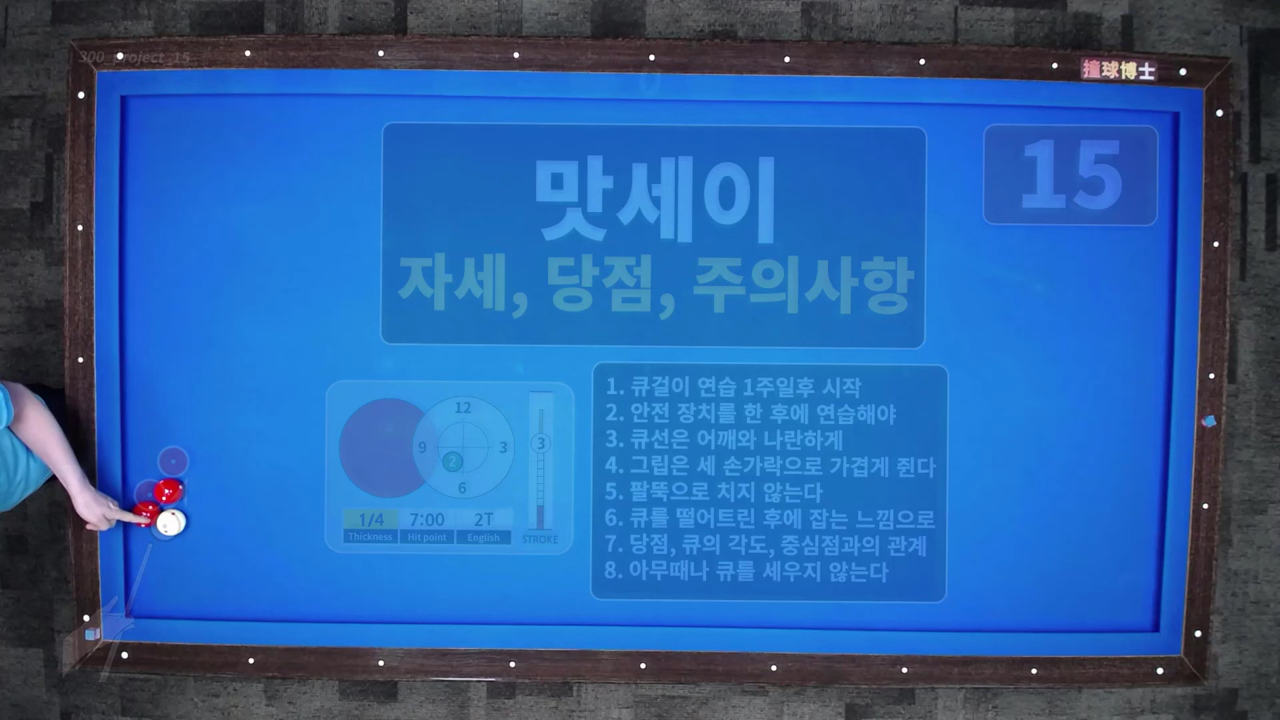 300_project_15
撞球博士
맛세이
자세, 당점, 주의사항
15
12
9
3
2
6
3
1/4
7:00
2T
Thickness
Hit point
English
STROKE
1. 큐걸이 연습 1주일후 시작
2. 안전 장치를 한 후에 연습해야
3. 큐선은 어깨와 나란하게
4. 그립은 세 손가락으로 가겹게 쥔다
5. 팔뚝으로 치지 않는다
6. 큐를 떨어트린 후에 잡는 느낌으로
7. 당점, 큐의 각도, 중심점과의 관계
8. 아무때나 큐를 세우지 않는다